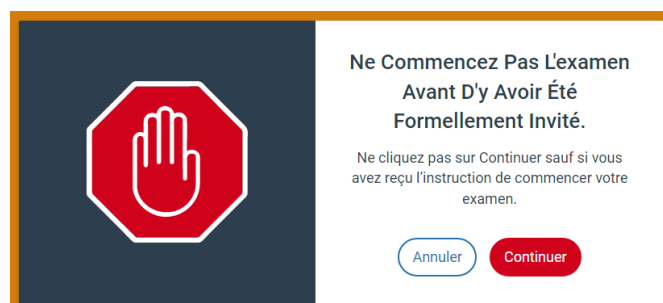 Ne Commencez Pas L'examen
Avant D'y Avoir Été
Formellement Invité.
Ne cliquez pas sur Continuer sauf si vous
avez reçu l'instruction de commencer votre
examen.
Annuler
Continuer